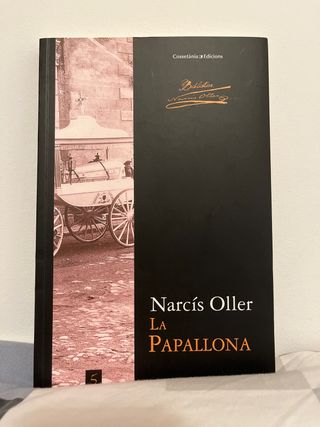 Cossetània Edicions
Biblioteca
Narcís Oller
Narcís Oller
La
Papallona
5